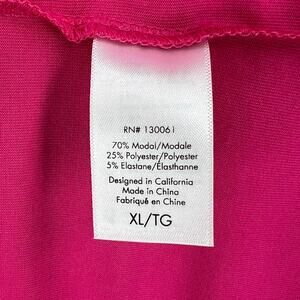 RN# 130061
70% Modal/Modale
25% Polyester/Polyester
5% Elastane/Élasthanne
Designed in California
Made in China
Fabriqué en Chine
XL/TG